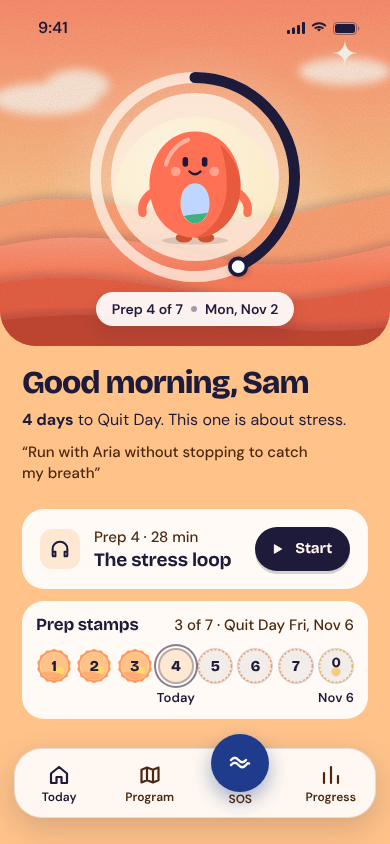 9:41
Prep 4 of 7 • Mon, Nov 2
Good morning, Sam
4 days to Quit Day. This one is about stress.
“Run with Aria without stopping to catch
my breath”
Prep 4 · 28 min
The stress loop
Start
Prep stamps
3 of 7 · Quit Day Fri, Nov 6
1 2 3 4 5 6 7 0
Today
Nov 6
Today
Program
SOS
Progress